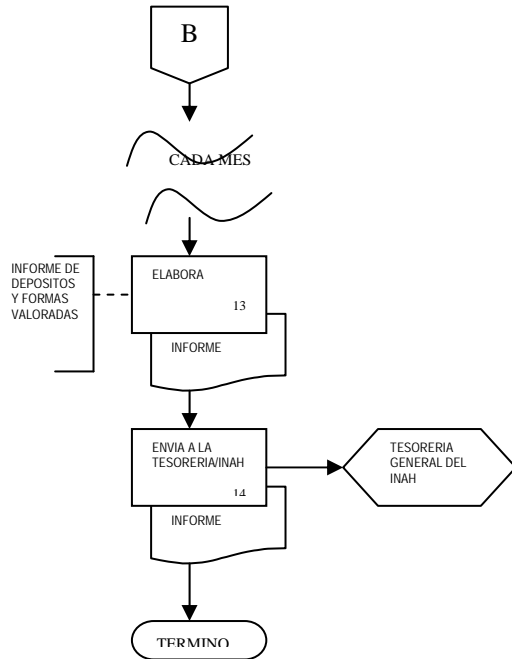 B
CADA MES
INFORME DE
DEPOSITOS
Y FORMAS
VALORADAS
ELABORA
13
INFORME
ENVIA A LA
TESORERIA/INAH
14
INFORME
TESORERIA
GENERAL DEL
INAH
TERMINO